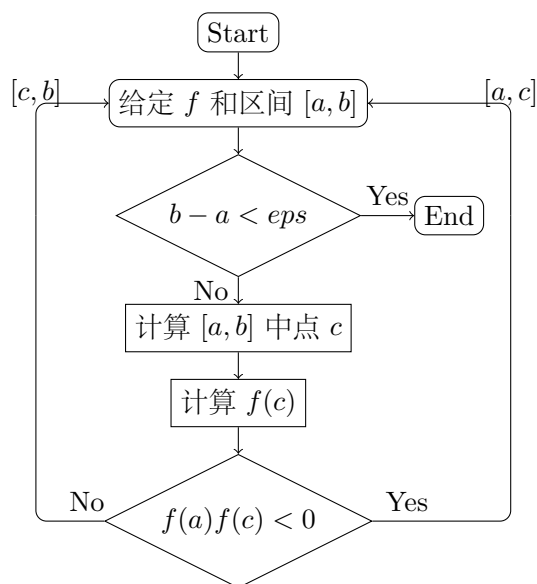 Start
[c, b]
给定 f 和区间 [a, b]
[a, c]
b − a < eps
Yes
End
No
计算 [a, b] 中点 c
计算 f(c)
No
f(a)f(c) < 0
Yes